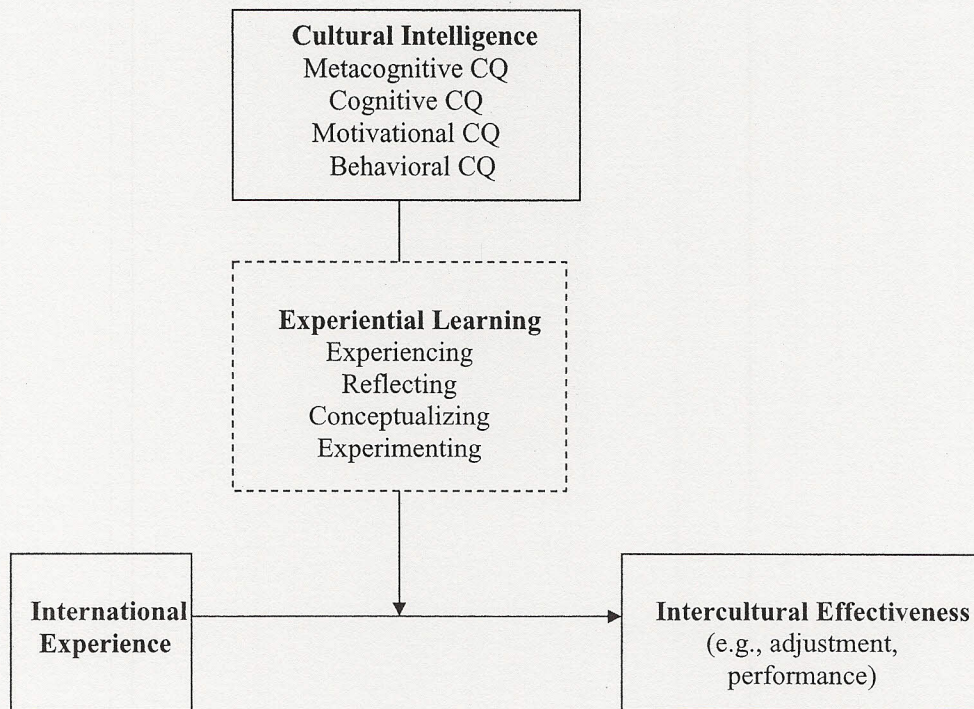 Cultural Intelligence
Metacognitive CQ
Cognitive CQ
Motivational CQ
Behavioral CQ
Experiential Learning
Experiencing
Reflecting
Conceptualizing
Experimenting
International
Experience
Intercultural Effectiveness
(e.g., adjustment,
performance)